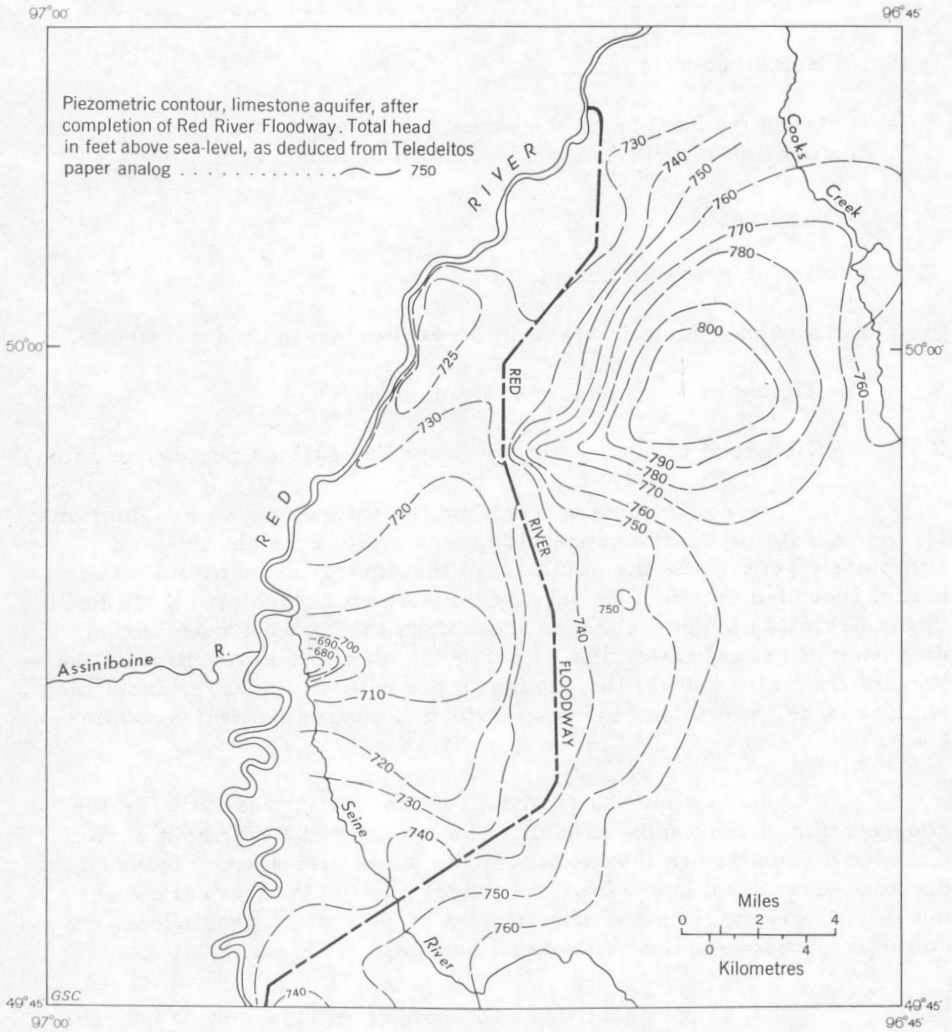 97°00'
96°45'
Piezometric contour, limestone aquifer, after
completion of Red River Floodway. Total head
in feet above sea-level, as deduced from Teledeltos
paper analog . . . . . . . . . . . . . . . . 750
RIVER
730
740
750
760
770
780
Cooks
Creek
800
50°00'
50°00'
725
RED
760
730
790
780
770
760
750
720
RED
RIVER
750
740
740
690
700
680
Assiniboine R.
710
FLOODWAY
720
730
740
Seine
750
760
River
Miles
0 2 4
0 4
Kilometres
740
GSC
49°45'
49°45'
97°00'
96°45'